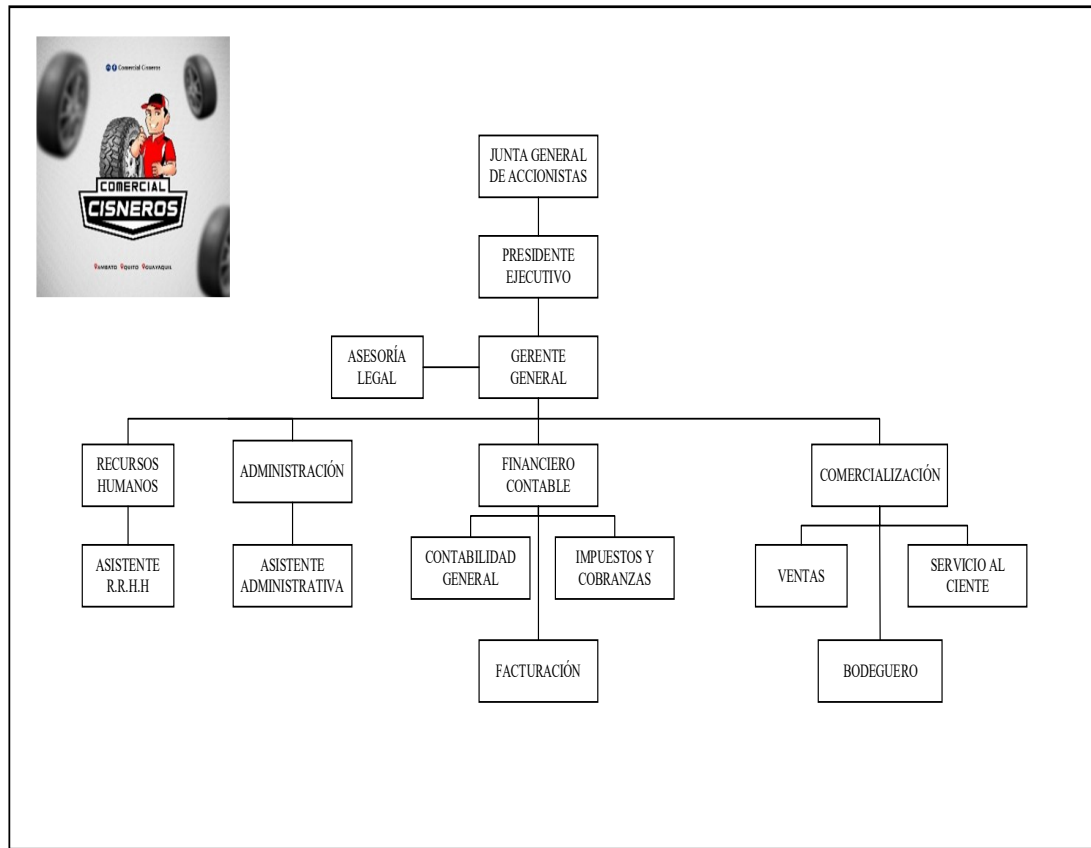 Comercial Cisneros
COMERCIAL
CISNEROS
AMBATO QUITO GUAYAQUIL
JUNTA GENERAL
DE ACCIONISTAS
PRESIDENTE
EJECUTIVO
ASESORÍA
LEGAL
GERENTE
GENERAL
RECURSOS
HUMANOS
ADMINISTRACIÓN
FINANCIERO
CONTABLE
COMERCIALIZACIÓN
ASISTENTE
R.R.H.H
ASISTENTE
ADMINISTRATIVA
CONTABILIDAD
GENERAL
IMPUESTOS Y
COBRANZAS
VENTAS
SERVICIO AL
CIENTE
FACTURACIÓN
BODEGUERO